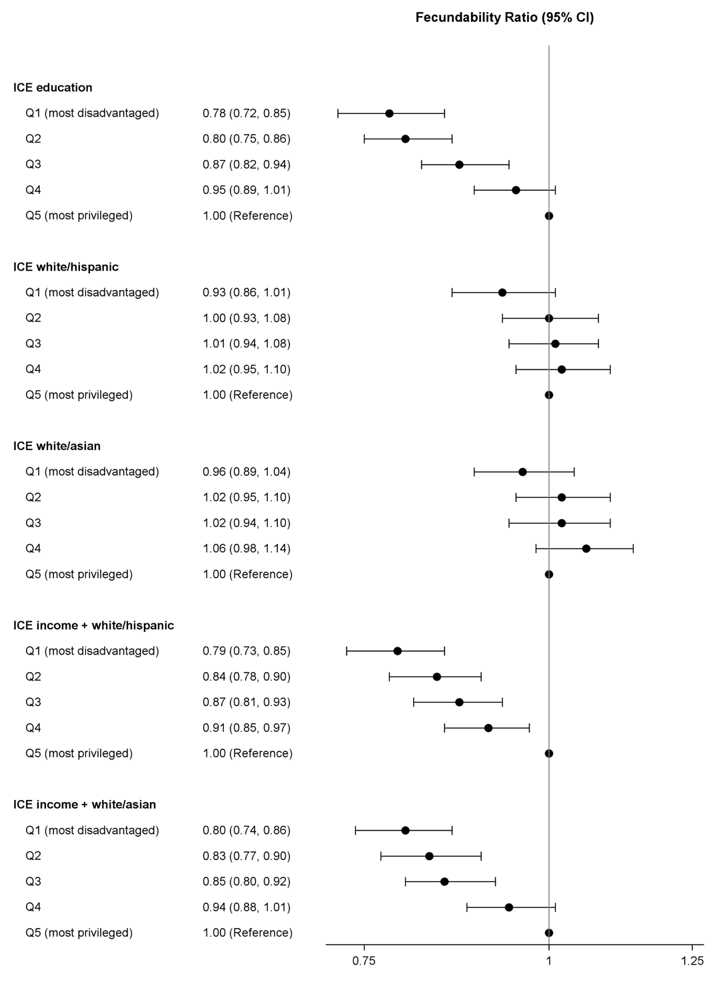 Fecundability Ratio (95% CI)
ICE education
Q1 (most disadvantaged) 0.78 (0.72, 0.85)
Q2 0.80 (0.75, 0.86)
Q3 0.87 (0.82, 0.94)
Q4 0.95 (0.89, 1.01)
Q5 (most privileged) 1.00 (Reference)
ICE white/hispanic
Q1 (most disadvantaged) 0.93 (0.86, 1.01)
Q2 1.00 (0.93, 1.08)
Q3 1.01 (0.94, 1.08)
Q4 1.02 (0.95, 1.10)
Q5 (most privileged) 1.00 (Reference)
ICE white/asian
Q1 (most disadvantaged) 0.96 (0.89, 1.04)
Q2 1.02 (0.95, 1.10)
Q3 1.02 (0.94, 1.10)
Q4 1.06 (0.98, 1.14)
Q5 (most privileged) 1.00 (Reference)
ICE income + white/hispanic
Q1 (most disadvantaged) 0.79 (0.73, 0.85)
Q2 0.84 (0.78, 0.90)
Q3 0.87 (0.81, 0.93)
Q4 0.91 (0.85, 0.97)
Q5 (most privileged) 1.00 (Reference)
ICE income + white/asian
Q1 (most disadvantaged) 0.80 (0.74, 0.86)
Q2 0.83 (0.77, 0.90)
Q3 0.85 (0.80, 0.92)
Q4 0.94 (0.88, 1.01)
Q5 (most privileged) 1.00 (Reference)
0.75 1 1.25